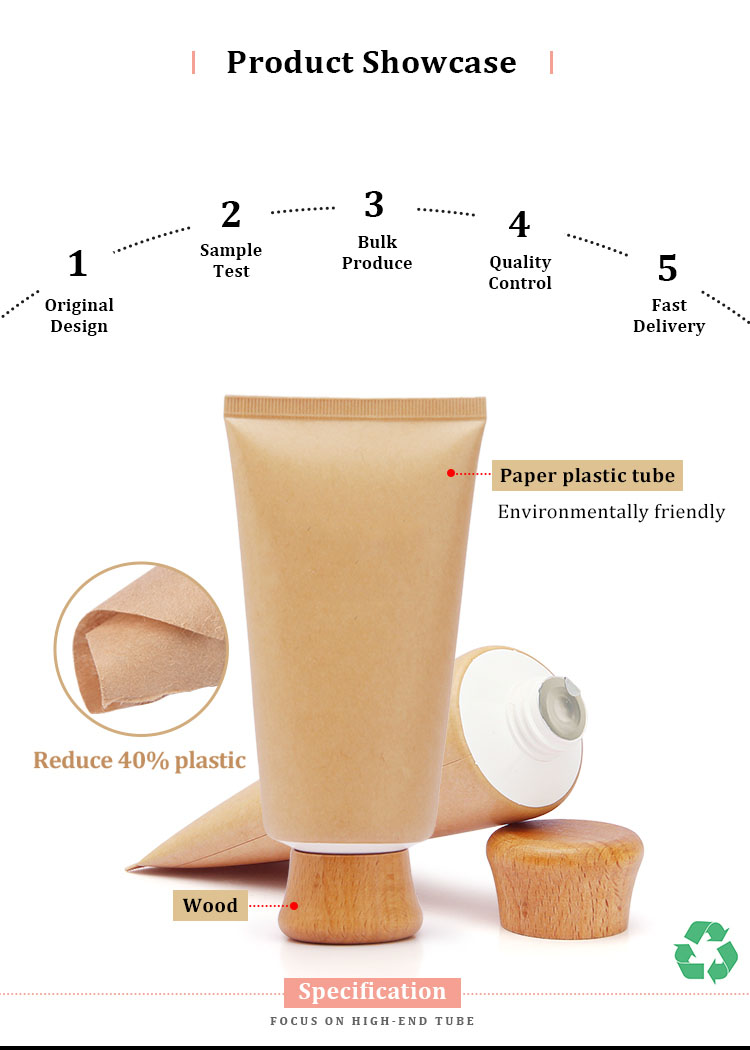 Product Showcase
1
Original
Design
2
Sample
Test
3
Bulk
Produce
4
Quality
Control
5
Fast
Delivery
Paper plastic tube
Environmentally friendly
Reduce 40% plastic
Wood
Specification
FOCUS ON HIGH-END TUBE